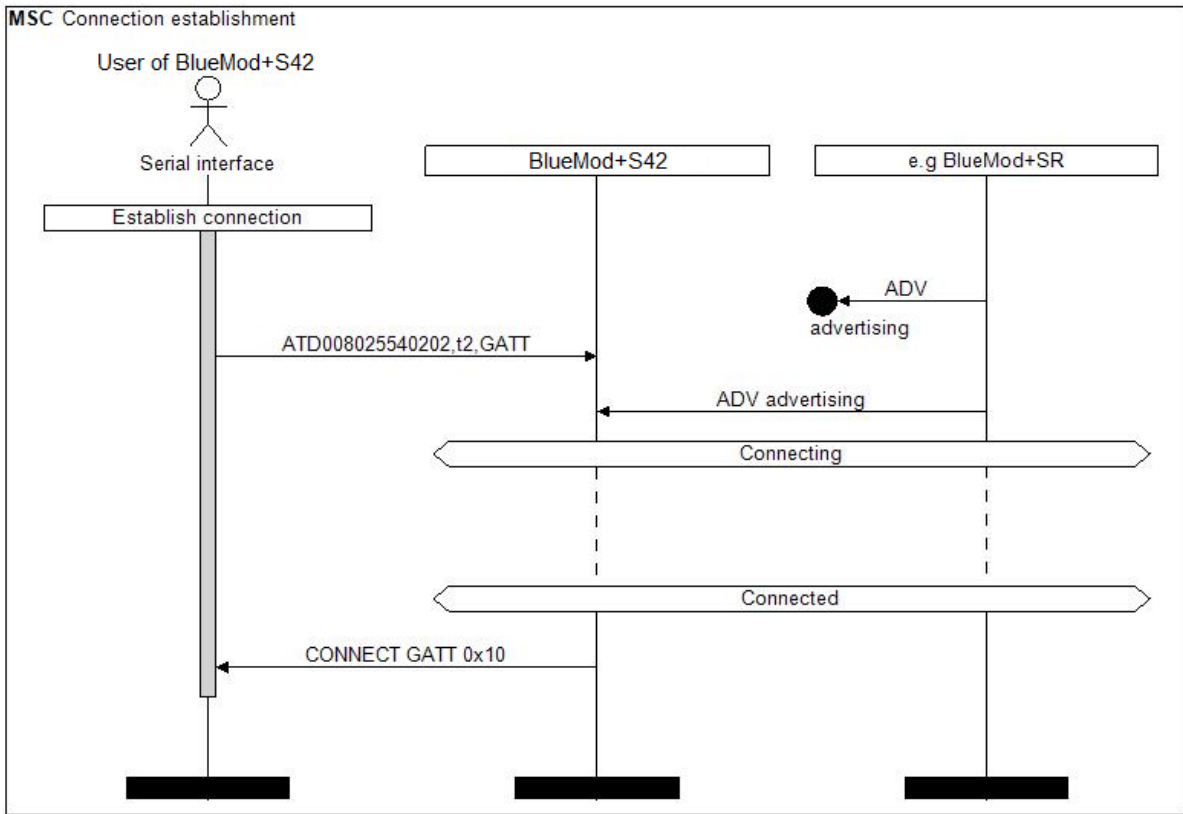 MSC Connection establishment
User of BlueMod+S42
Serial interface
BlueMod+S42
e.g BlueMod+SR
Establish connection
ADV
advertising
ATD008025540202,t2,GATT
ADV advertising
Connecting
Connected
CONNECT GATT 0x10